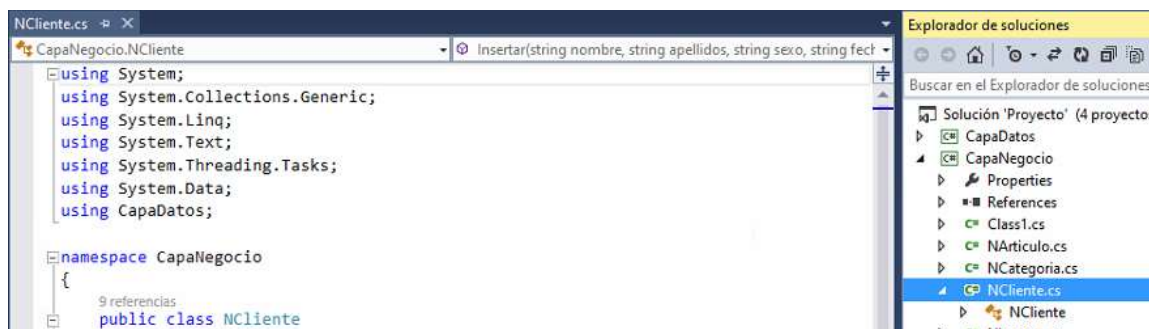 NCliente.cs
CapaNegocio.NCliente
Insertar(string nombre, string apellidos, string sexo, string fech
using System;
using System.Collections.Generic;
using System.Linq;
using System.Text;
using System.Threading.Tasks;
using System.Data;
using CapaDatos;
namespace CapaNegocio
{
9 referencias
public class NCliente
Explorador de soluciones
Buscar en el Explorador de soluciones
Solución 'Proyecto' (4 proyectos
C# CapaDatos
C# CapaNegocio
Properties
References
C# Class1.cs
C# NArticulo.cs
C# NCategoria.cs
C# NCliente.cs
NCliente